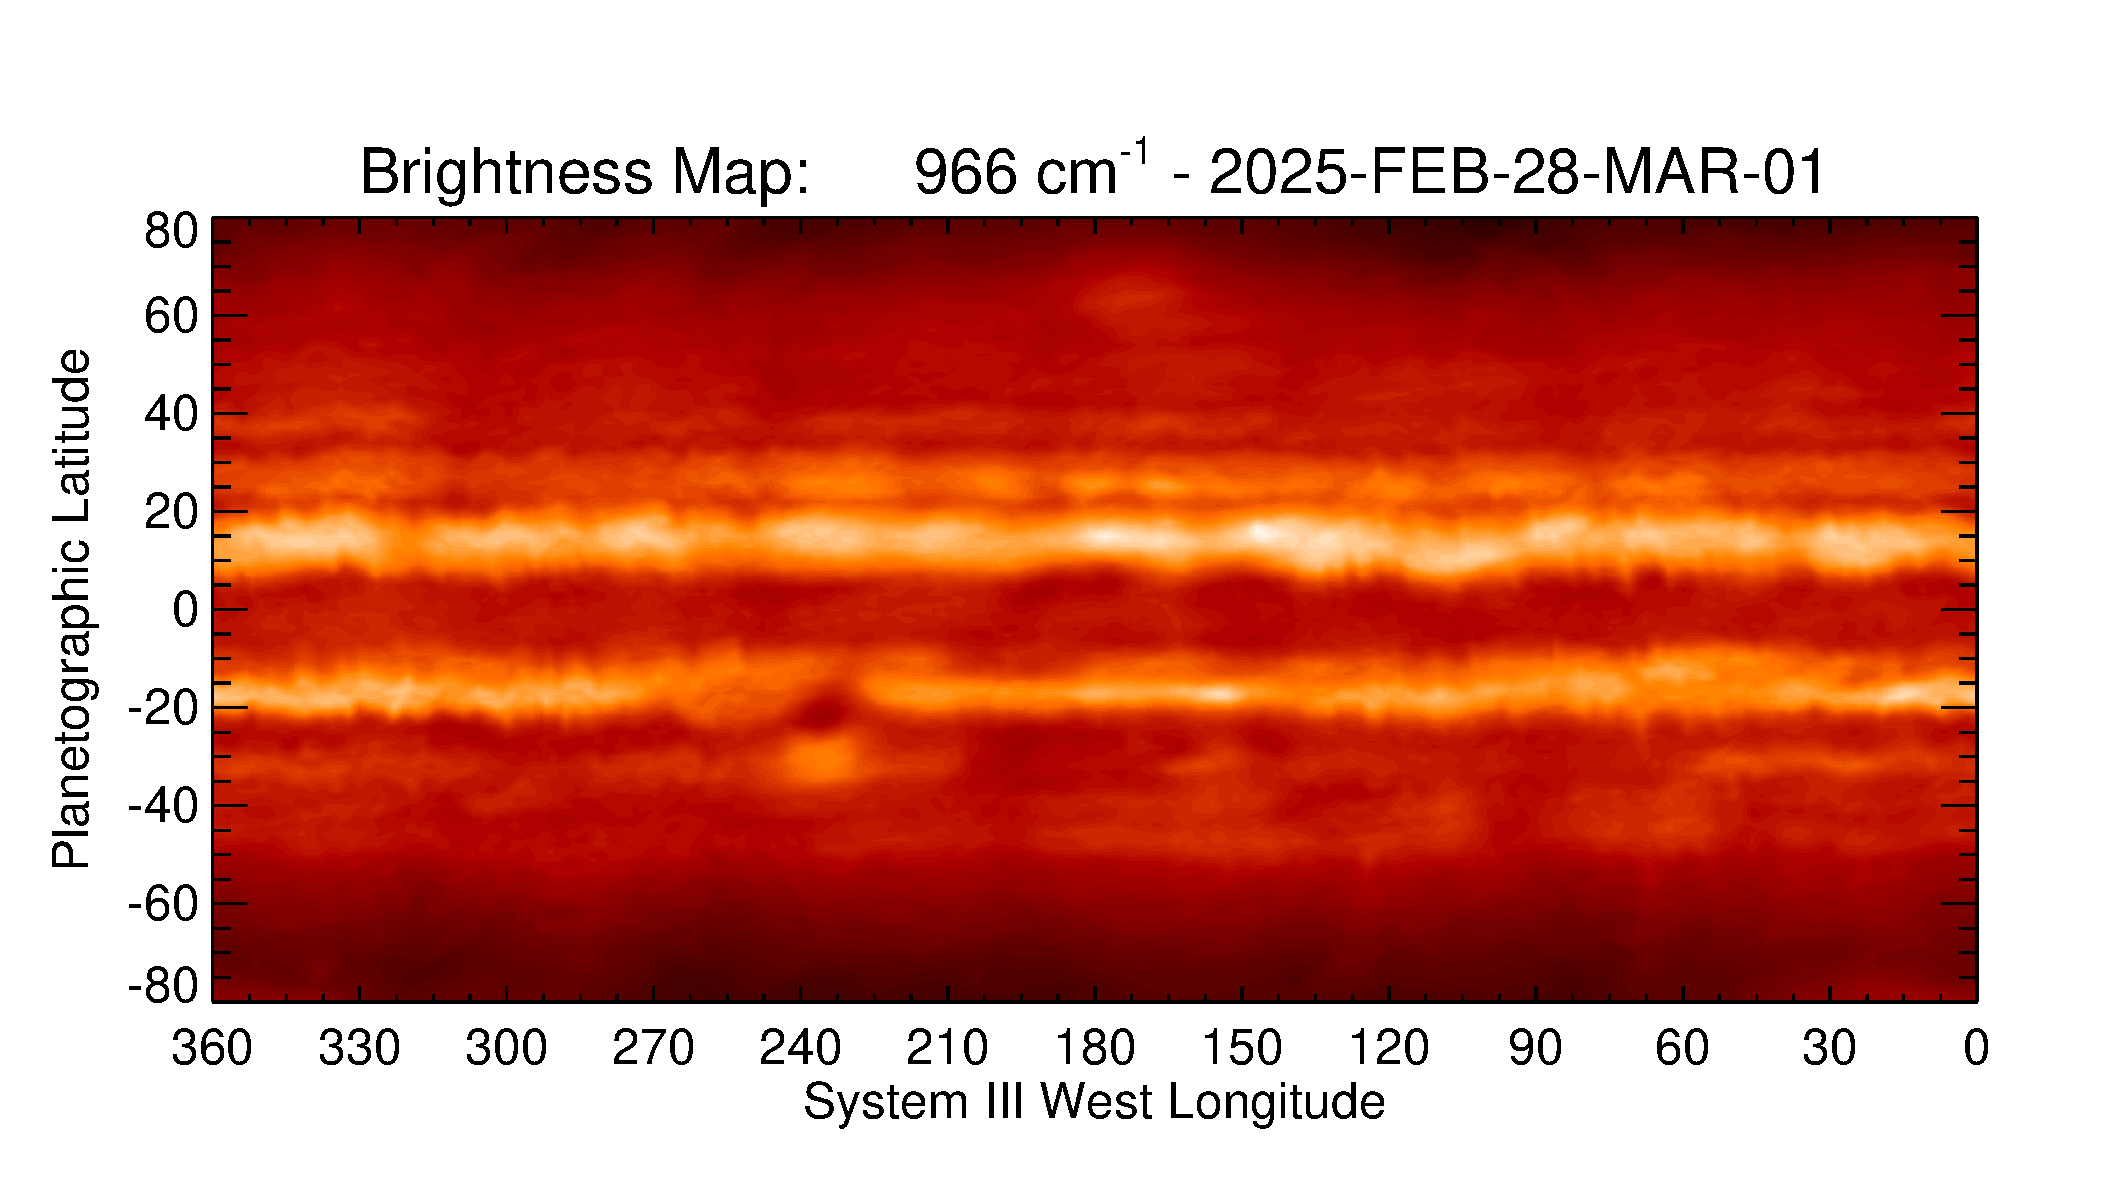 Brightness Map: 966 cm⁻¹ - 2025-FEB-28-MAR-01
80
60
40
20
0
-20
-40
-60
-80
Planetographic Latitude
360 330 300 270 240 210 180 150 120 90 60 30 0
System III West Longitude